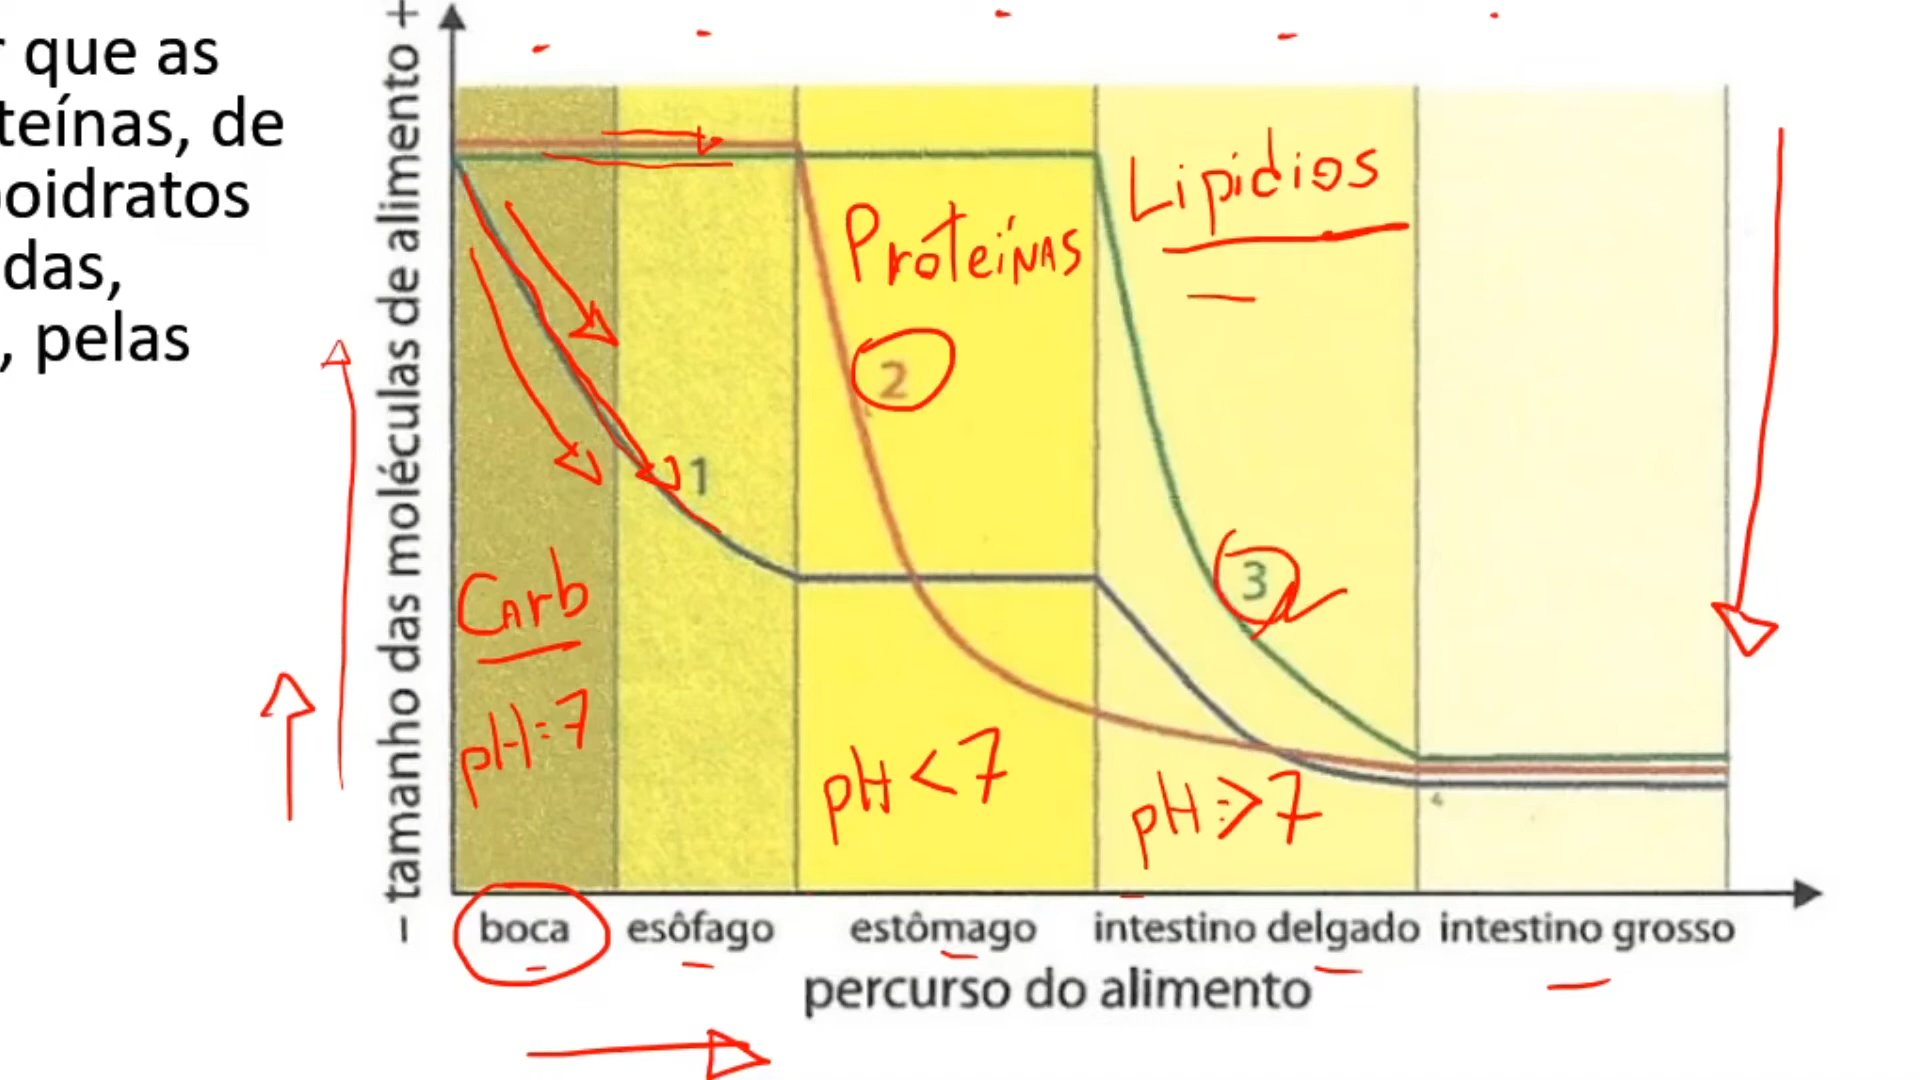 r que as
teínas, de
oidratos
das,
, pelas
– tamanho das moléculas de alimento +
Lipídios
Proteínas
2
1
3
Carb
pH=7
pH < 7
pH > 7
boca esôfago estômago intestino delgado intestino grosso
percurso do alimento